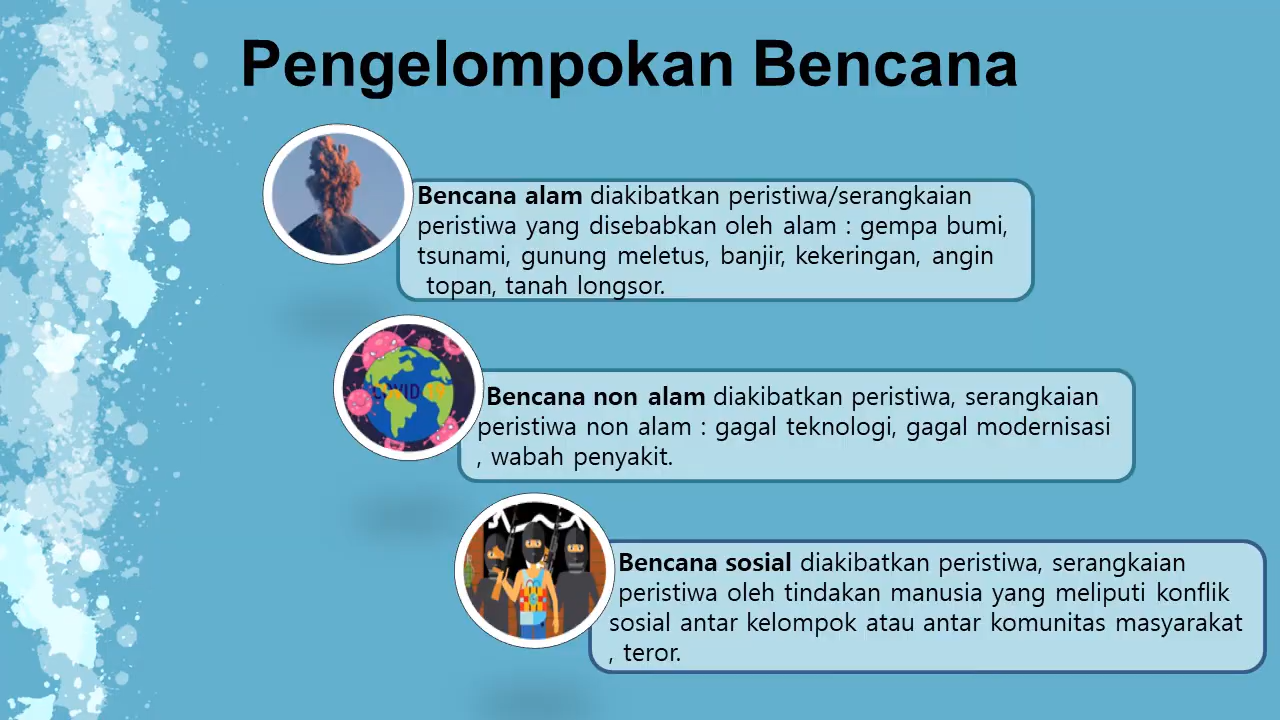 Pengelompokan Bencana
Bencana alam diakibatkan peristiwa/serangkaian
peristiwa yang disebabkan oleh alam : gempa bumi,
tsunami, gunung meletus, banjir, kekeringan, angin
topan, tanah longsor.
COVID 19
Bencana non alam diakibatkan peristiwa, serangkaian
peristiwa non alam : gagal teknologi, gagal modernisasi
, wabah penyakit.
Bencana sosial diakibatkan peristiwa, serangkaian
peristiwa oleh tindakan manusia yang meliputi konflik
sosial antar kelompok atau antar komunitas masyarakat
, teror.